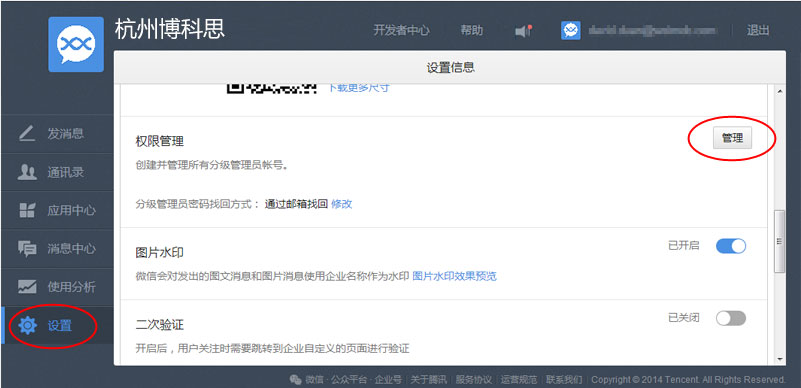 杭州博科思
开发者中心 帮助 退出
设置信息
下载更多尺寸
发消息
通讯录
应用中心
消息中心
使用分析
设置
权限管理 管理
创建并管理所有分级管理员帐号。
分级管理员密码找回方式： 通过邮箱找回 修改
图片水印 已开启
微信会对发出的图文消息和图片消息使用企业名称作为水印 图片水印效果预览
二次验证 已关闭
开启后，用户关注时需要跳转到企业自定义的页面进行验证
微信 · 公众平台 · 企业号 | 关于腾讯 | 服务协议 | 运营规范 | 联系我们 | Copyright © 2014 Tencent. All Rights Reserved.